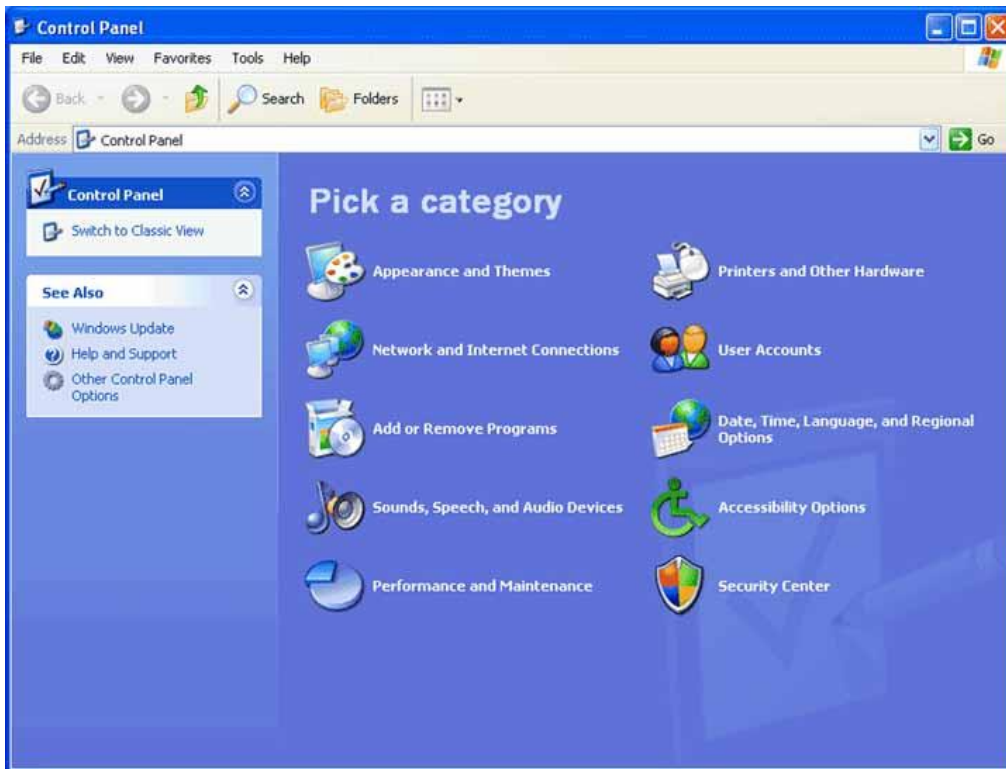 Control Panel
File Edit View Favorites Tools Help
Back Search Folders
Address Control Panel Go
Control Panel
Switch to Classic View
See Also
Windows Update
Help and Support
Other Control Panel
Options
Pick a category
Appearance and Themes
Printers and Other Hardware
Network and Internet Connections
User Accounts
Add or Remove Programs
Date, Time, Language, and Regional
Options
Sounds, Speech, and Audio Devices
Accessibility Options
Performance and Maintenance
Security Center